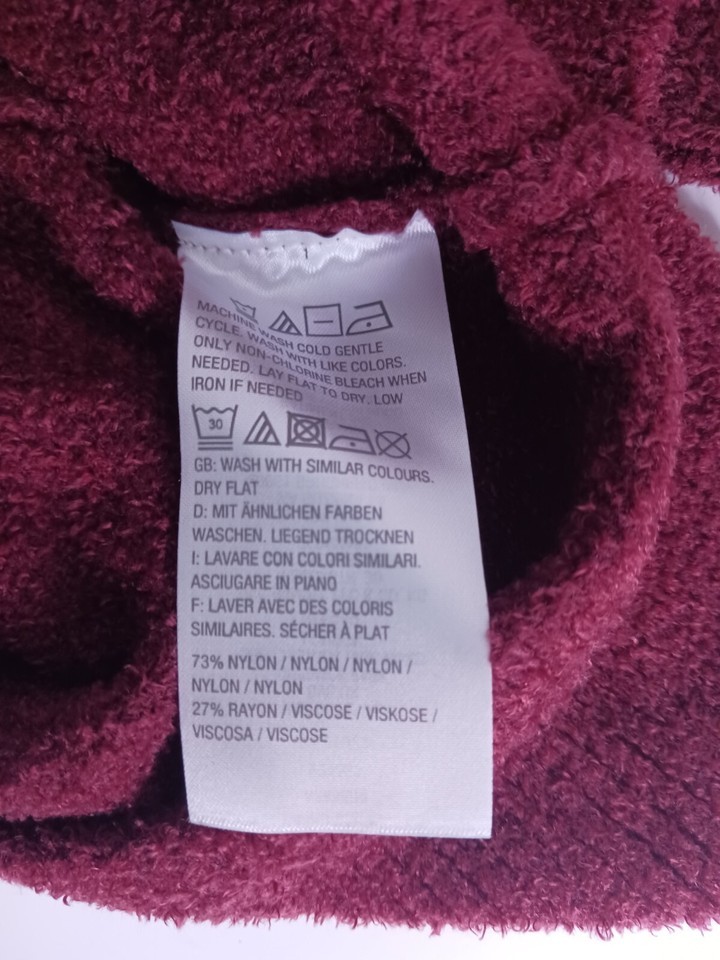 MACHINE WASH COLD GENTLE
CYCLE. WASH WITH LIKE COLORS.
ONLY NON-CHLORINE BLEACH WHEN
NEEDED. LAY FLAT TO DRY. LOW
IRON IF NEEDED
30
GB: WASH WITH SIMILAR COLOURS.
DRY FLAT
D: MIT ÄHNLICHEN FARBEN
WASCHEN. LIEGEND TROCKNEN
I: LAVARE CON COLORI SIMILARI.
ASCIUGARE IN PIANO
F: LAVER AVEC DES COLORIS
SIMILAIRES. SÉCHER À PLAT
73% NYLON / NYLON / NYLON /
NYLON / NYLON
27% RAYON / VISCOSE / VISKOSE /
VISCOSA / VISCOSE